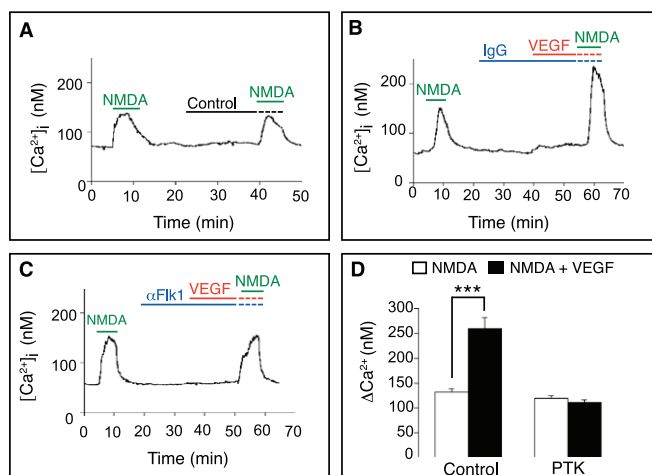 A
[Ca²⁺]ᵢ (nM)
200
100
0
NMDA
Control
NMDA
0 10 20 30 40 50
Time (min)
B
[Ca²⁺]ᵢ (nM)
200
100
0
NMDA
IgG
VEGF
NMDA
0 10 20 30 40 50 60 70
Time (min)
C
[Ca²⁺]ᵢ (nM)
200
100
0
NMDA
αFlk1
VEGF
NMDA
0 10 20 30 40 50 60 70
Time (min)
D
NMDA NMDA + VEGF
ΔCa²⁺ (nM)
300
250
200
150
100
50
0
***
Control PTK